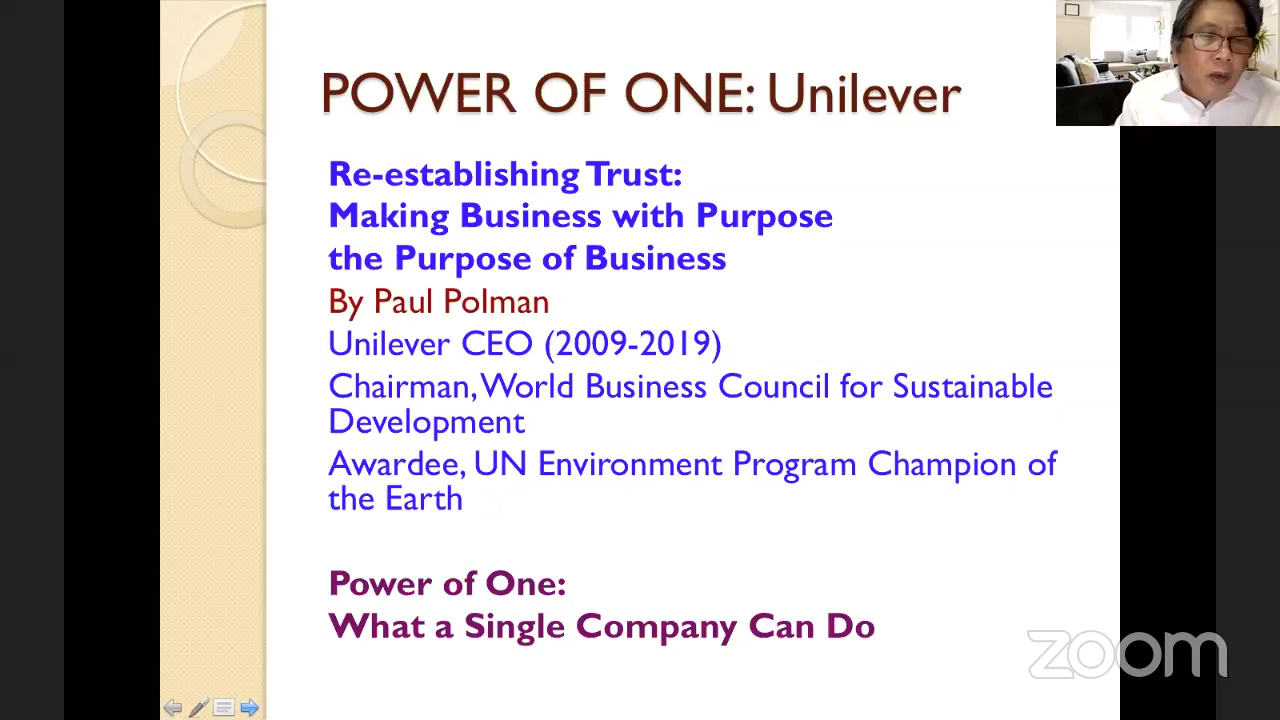 POWER OF ONE: Unilever
Re-establishing Trust:
Making Business with Purpose
the Purpose of Business
By Paul Polman
Unilever CEO (2009-2019)
Chairman, World Business Council for Sustainable
Development
Awardee, UN Environment Program Champion of
the Earth
Power of One:
What a Single Company Can Do
zoom